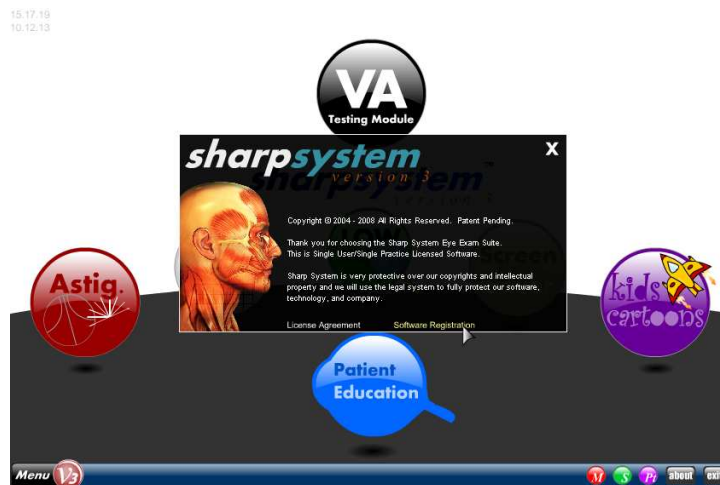 15.17.19
10.12.13
VA
Testing Module
sharpsystem
version 3
X
Copyright © 2004 - 2008 All Rights Reserved. Patent Pending.
Thank you for choosing the Sharp System Eye Exam Suite.
This is Single User/Single Practice Licensed Software.
Sharp System is very protective over our copyrights and intellectual
property and we will use the legal system to fully protect our software,
technology, and company.
License Agreement Software Registration
Astig.
kids
cartoons
Patient
Education
Menu V3
M S Pt about exi